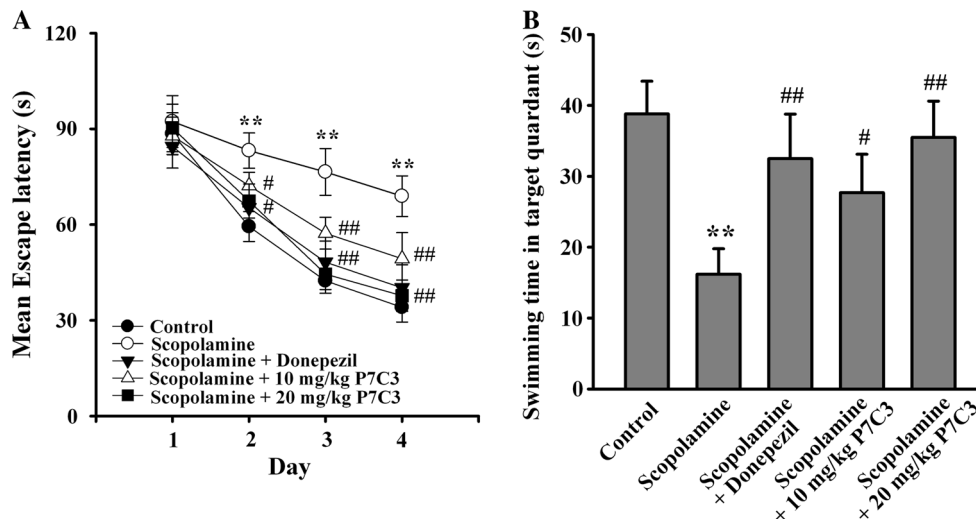 A
Mean Escape latency (s)
120
90
60
30
0
**
**
**
#
#
##
##
##
##
Control
Scopolamine
Scopolamine + Donepezil
Scopolamine + 10 mg/kg P7C3
Scopolamine + 20 mg/kg P7C3
1
2
3
4
Day
B
Swimming time in target quardant (s)
50
40
30
20
10
0
**
##
#
##
Control
Scopolamine
Scopolamine
+ Donepezil
Scopolamine
+ 10 mg/kg P7C3
Scopolamine
+ 20 mg/kg P7C3